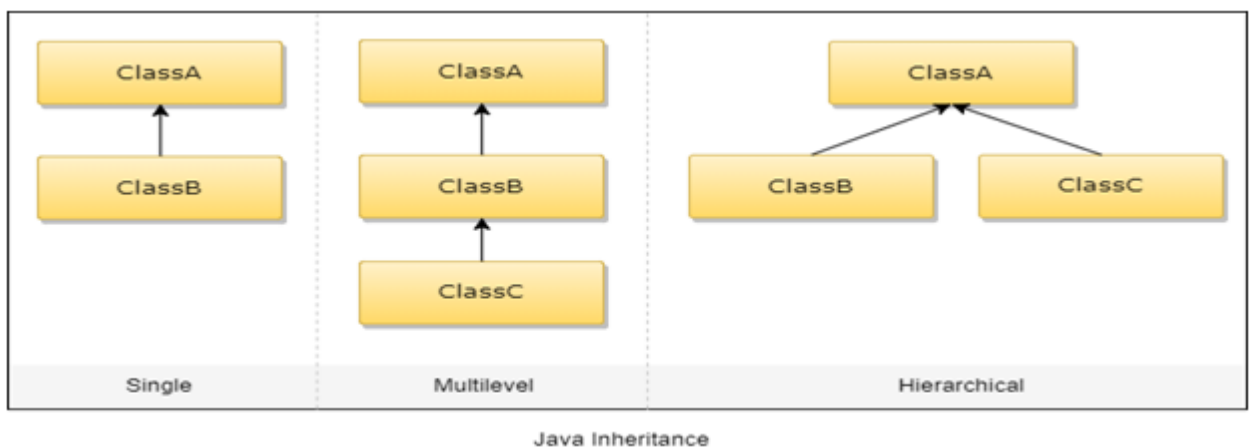 ClassA
ClassB
Single
ClassA
ClassB
ClassC
Multilevel
ClassA
ClassB
ClassC
Hierarchical
Java Inheritance